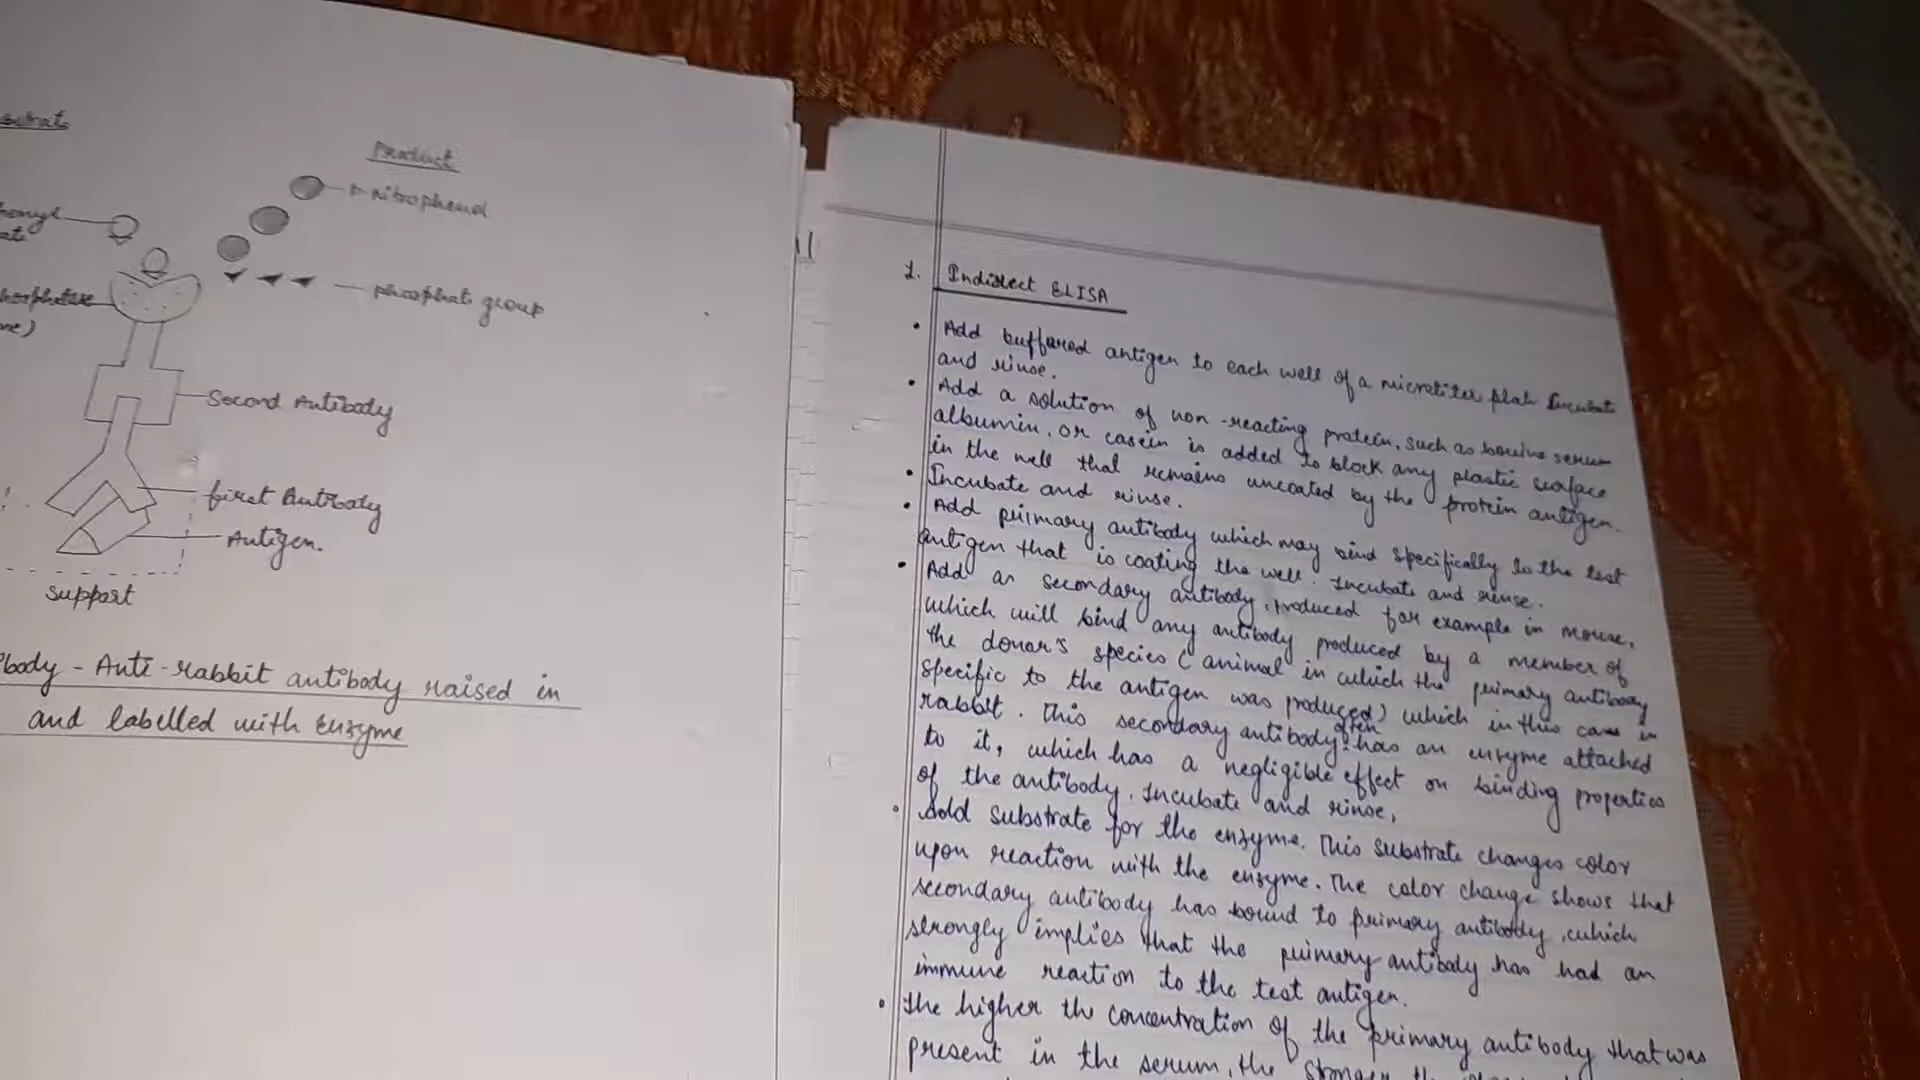 Product
Nitrophenol
phosphat group
Second Antibody
first Antibody
Antigen.
support
body - Anti-rabbit antibody raised in
and labelled with enzyme
1. Indirect ELISA
• Add buffered antigen to each well of a microtiter plate Incubate
and rinse.
• Add a solution of non-reacting protein, such as bovine serum
albumin, or casein is added to block any plastic surface
in the well that remains uncoated by the protein antigen.
• Incubate and rinse.
• Add primary antibody which may bind specifically to the test
antigen that is coating the well. Incubate and rinse.
• Add a secondary antibody, produced for example in mouse,
which will bind any antibody produced by a member of
the donor's species (animal in which the primary antibody
specific to the antigen was produced) which in this case is
rabbit. This secondary antibody often has an enzyme attached
to it, which has a negligible effect on binding properties
of the antibody. Incubate and rinse,
• Add substrate for the enzyme. This substrate changes color
upon reaction with the enzyme. The color change shows that
secondary antibody has bound to primary antibody, which
strongly implies that the primary antibody has had an
immune reaction to the test antigen.
• The higher the concentration of the primary antibody that was
present in the serum, the